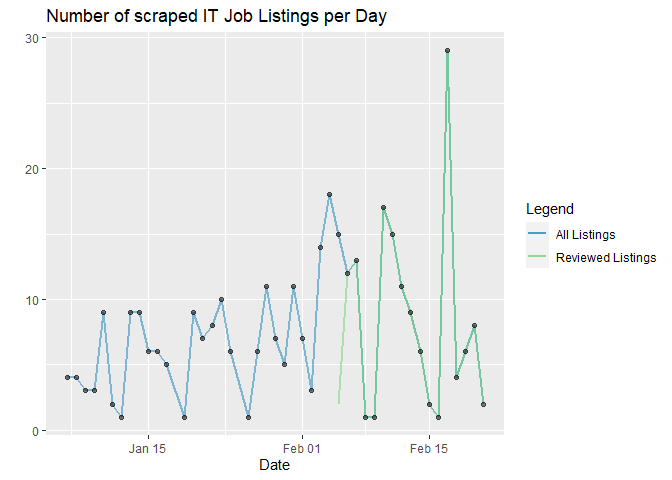 Number of scraped IT Job Listings per Day
30
20
10
0
Jan 15
Feb 01
Feb 15
Date
Legend
All Listings
Reviewed Listings